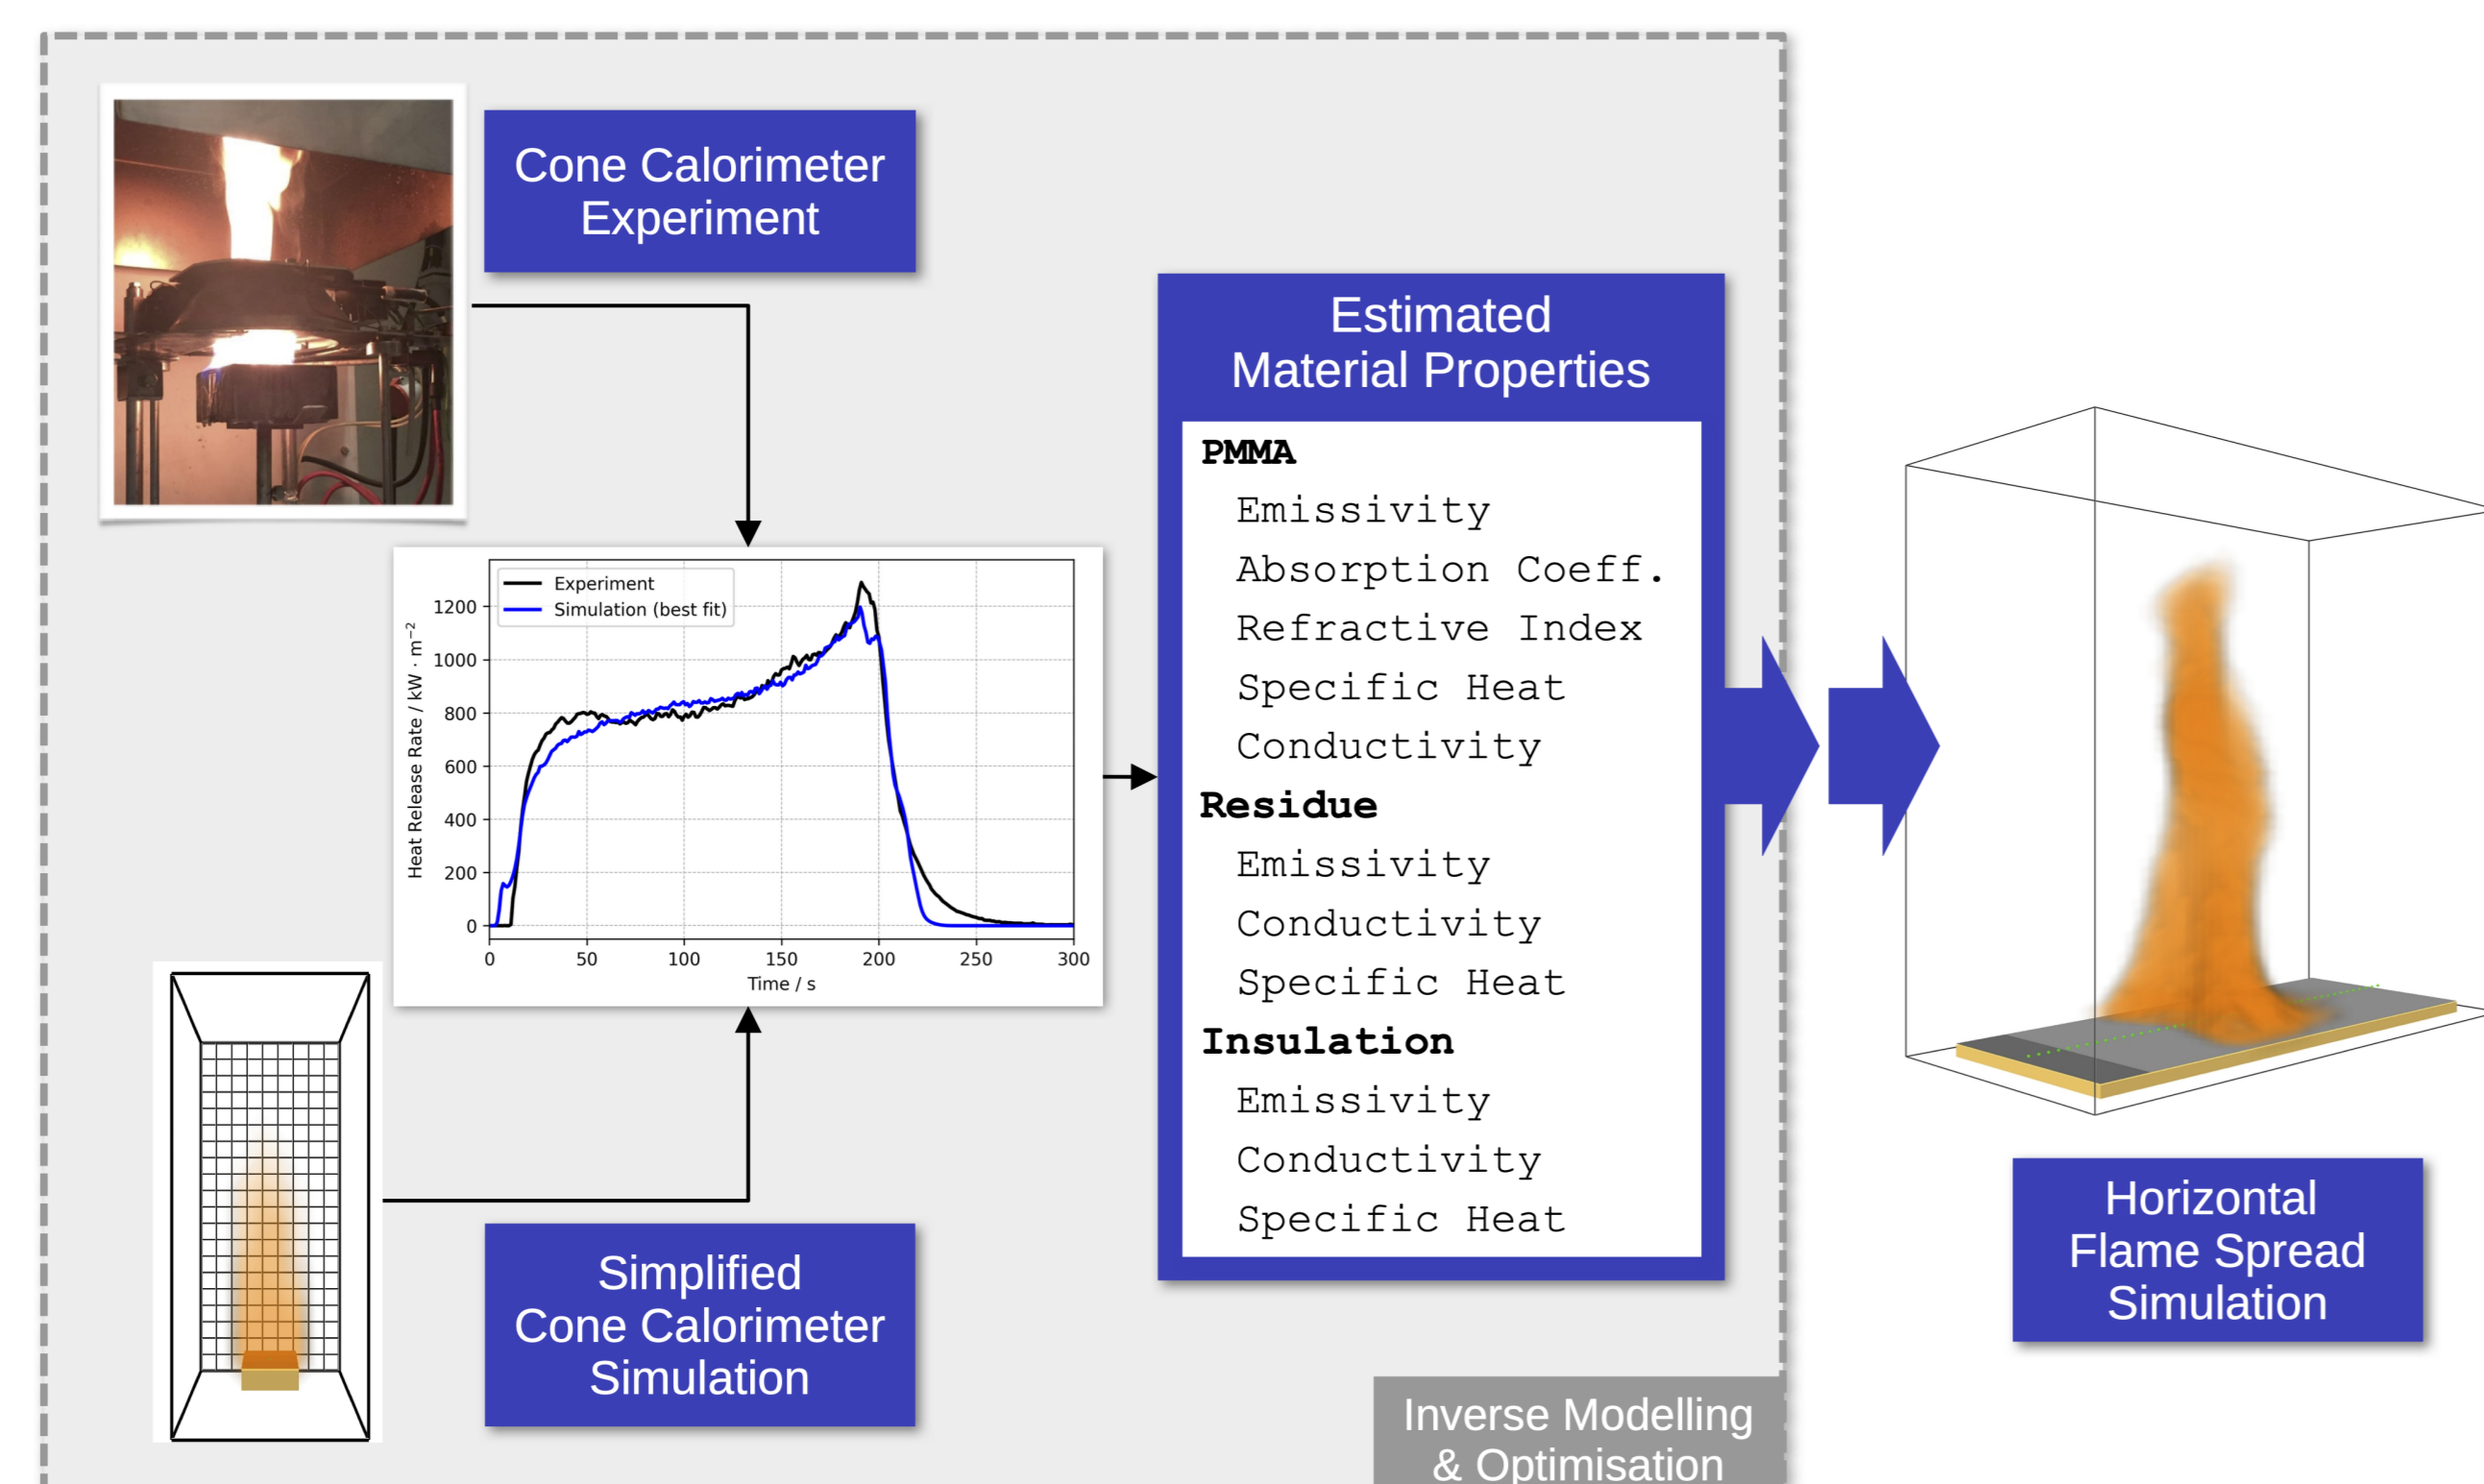 Cone Calorimeter
Experiment
Estimated
Material Properties
PMMA
Emissivity
Absorption Coeff.
Refractive Index
Specific Heat
Conductivity
Residue
Emissivity
Conductivity
Specific Heat
Insulation
Emissivity
Conductivity
Specific Heat
Experiment
Simulation (best fit)
Heat Release Rate / kW · m⁻²
1200
1000
800
600
400
200
0
0 50 100 150 200 250 300
Time / s
Simplified
Cone Calorimeter
Simulation
Horizontal
Flame Spread
Simulation
Inverse Modelling
& Optimisation